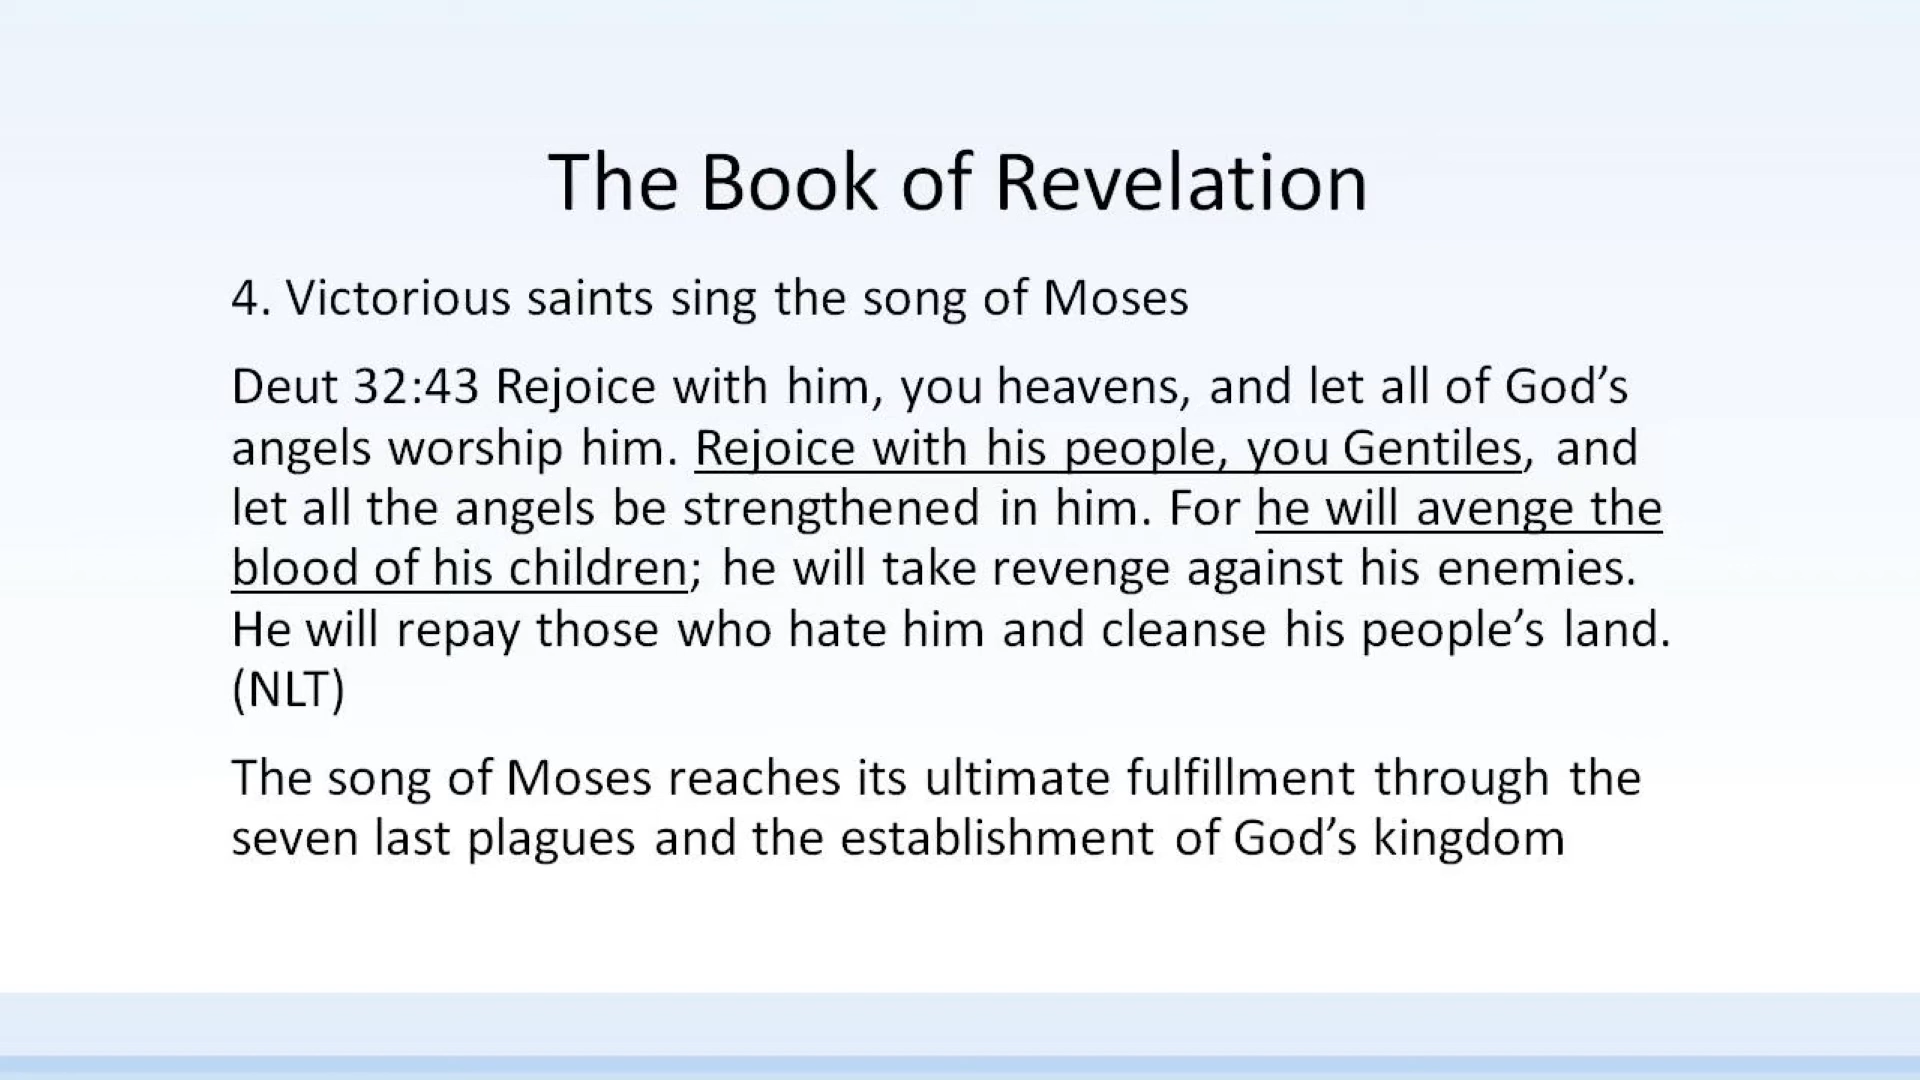 The Book of Revelation
4. Victorious saints sing the song of Moses
Deut 32:43 Rejoice with him, you heavens, and let all of God’s
angels worship him. Rejoice with his people, you Gentiles, and
let all the angels be strengthened in him. For he will avenge the
blood of his children; he will take revenge against his enemies.
He will repay those who hate him and cleanse his people’s land.
(NLT)
The song of Moses reaches its ultimate fulfillment through the
seven last plagues and the establishment of God’s kingdom